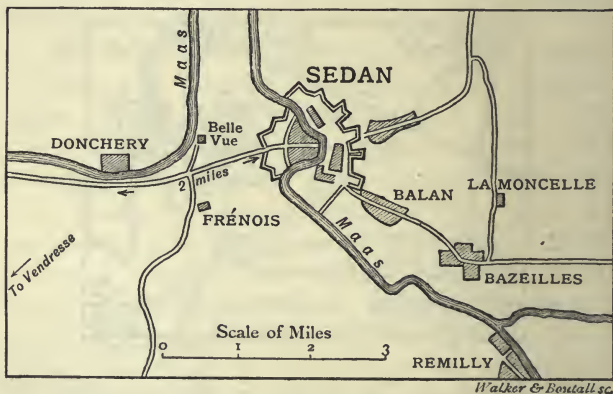 SEDAN
Maas
Belle
Vue
DONCHERY
2 miles
FRÉNOIS
BALAN
LA MONCELLE
Maas
BAZEILLES
To Vendresse
Scale of Miles
0 1 2 3
REMILLY
Walker & Boutall sc.